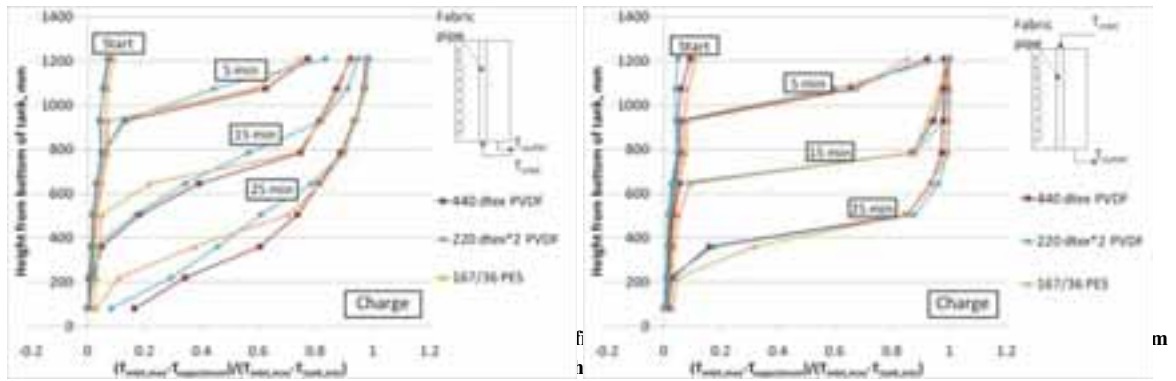 1400
1200
1000
800
600
400
200
0
Height from bottom of tank, mm
Start
5 min
15 min
25 min
Charge
Fabric
pipe
440 dtex PVDF
220 dtex*2 PVDF
167/36 PES
-0.2 0 0.2 0.4 0.6 0.8 1 1.2
fi
1400
1200
1000
800
600
400
200
0
Height from bottom of tank, mm
Start
5 min
15 min
25 min
Charge
Fabric
pipe
440 dtex PVDF
220 dtex*2 PVDF
167/36 PES
-0.2 0 0.2 0.4 0.6 0.8 1 1.2
m